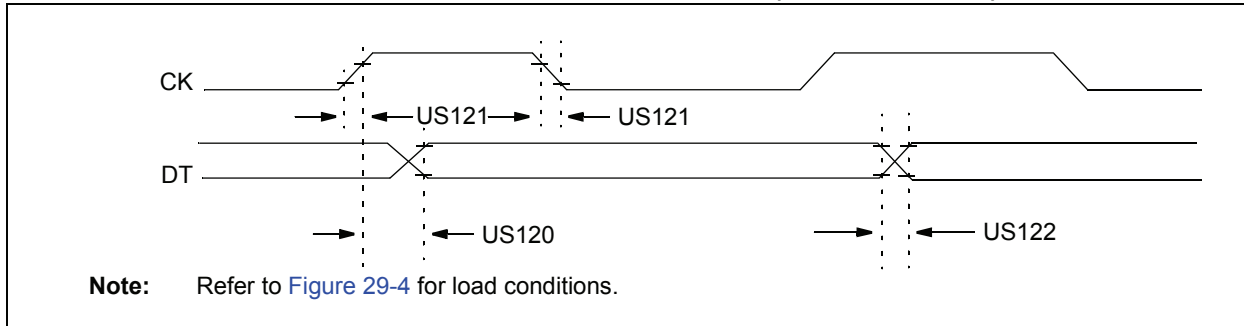 CK
US121 US121
DT
US120 US122
Note: Refer to Figure 29-4 for load conditions.